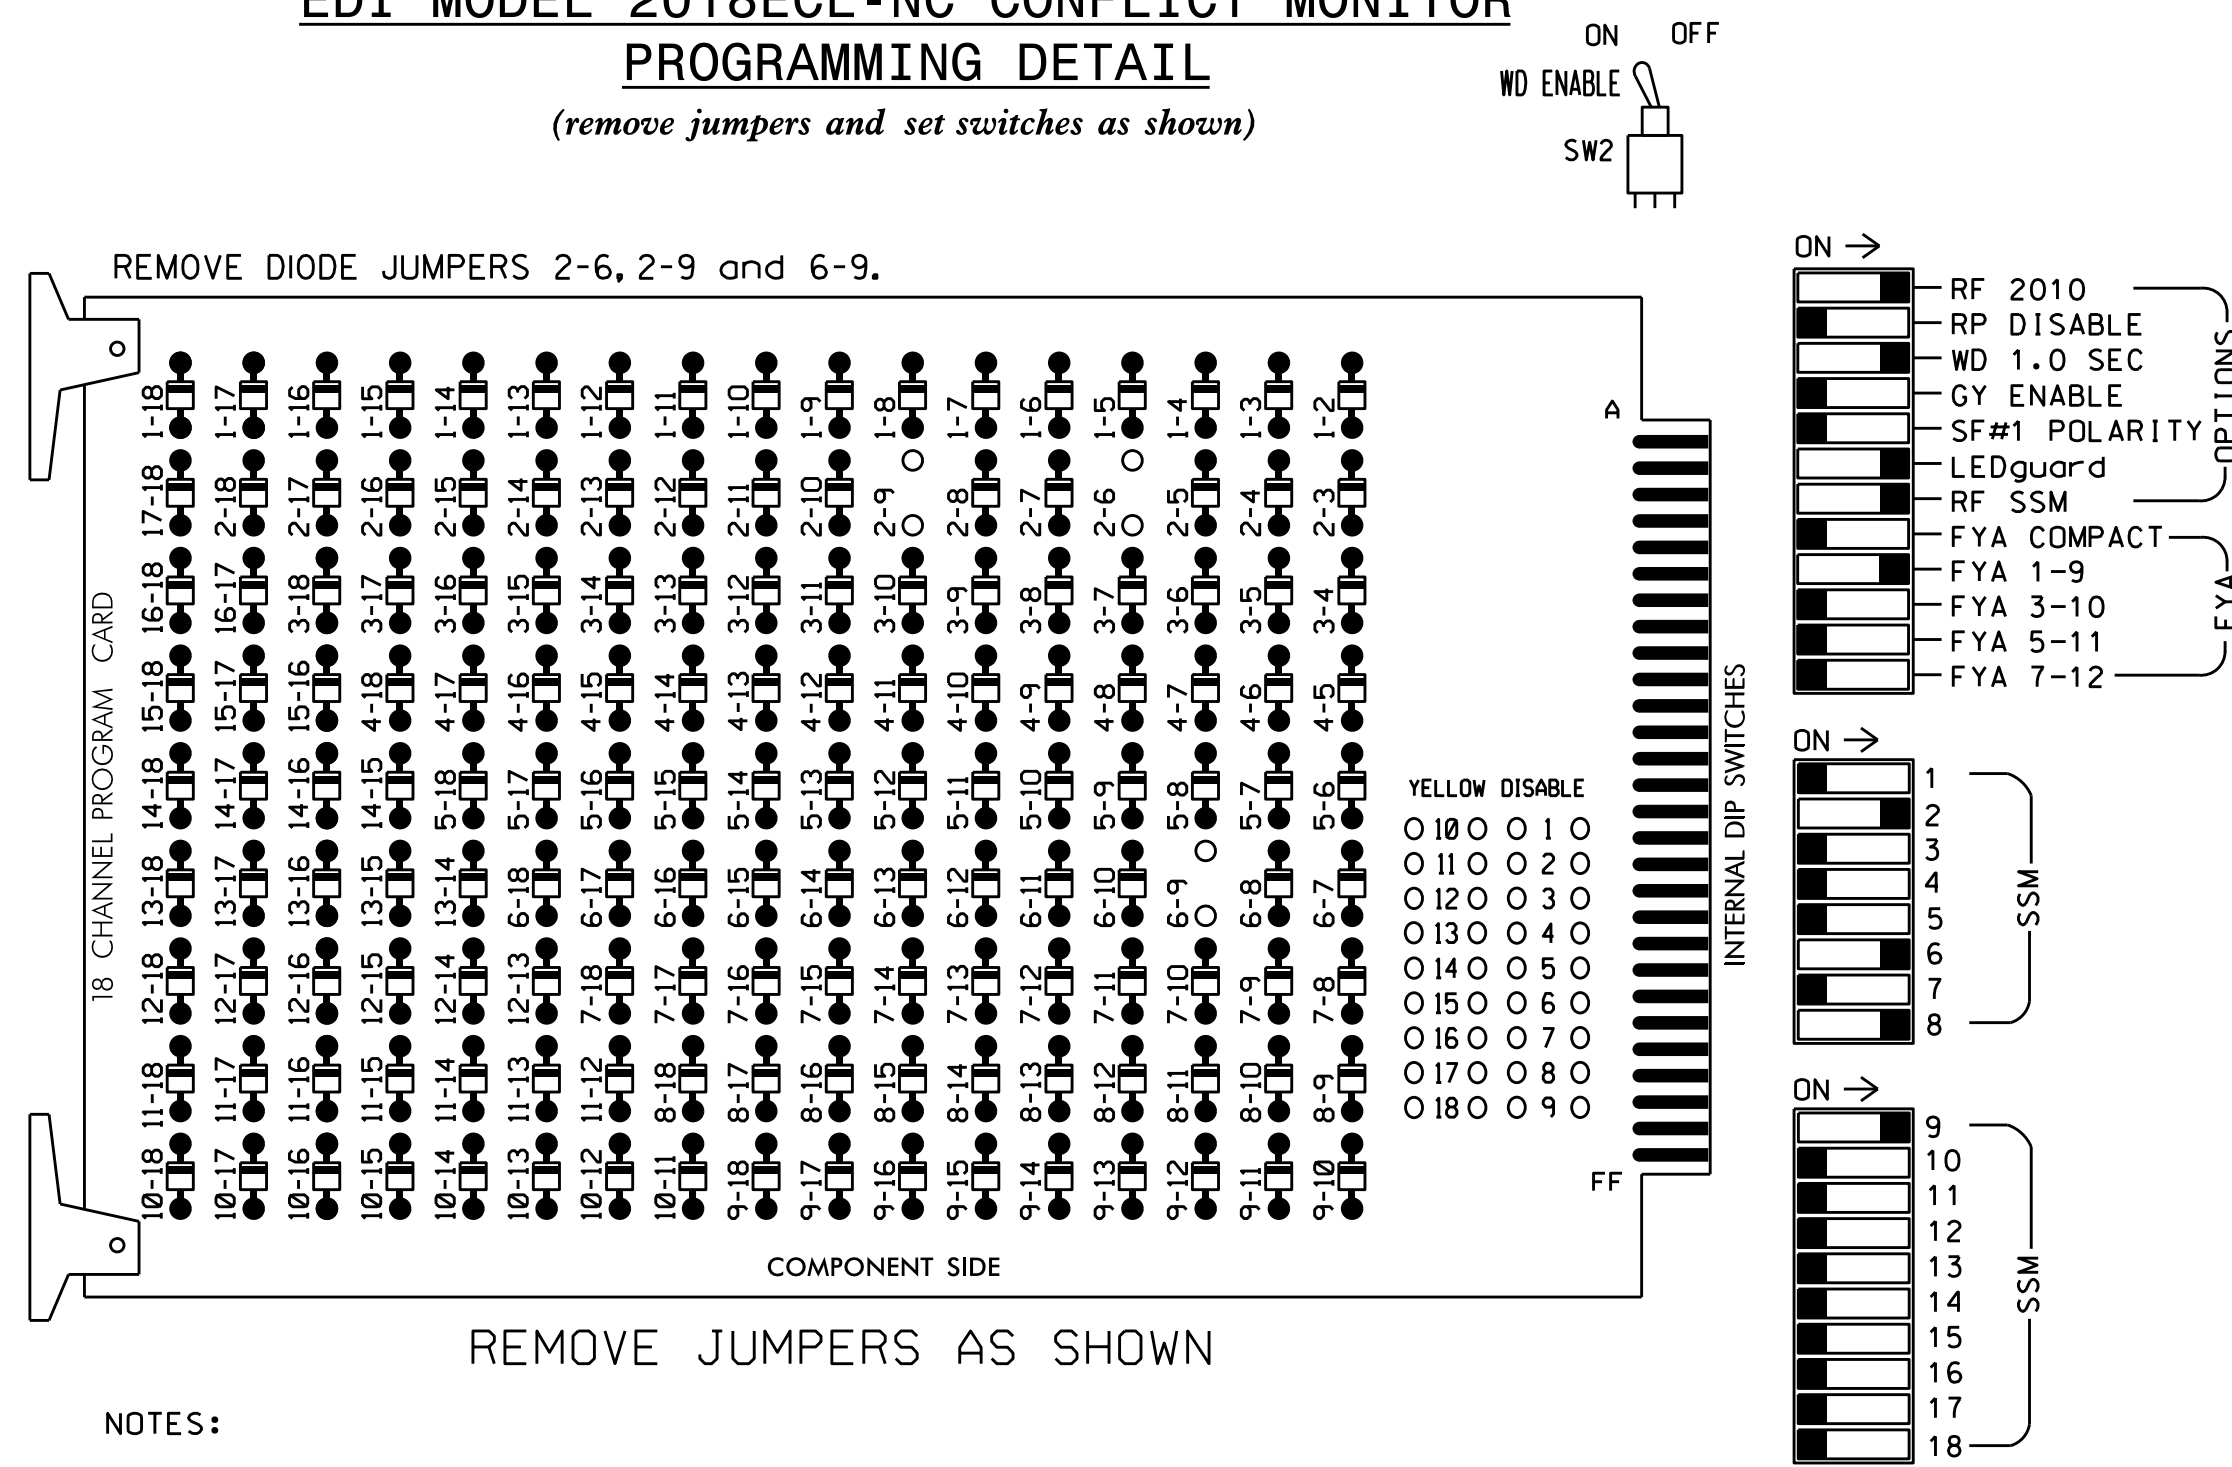 EDI MODEL 2018ECL-NC CONFLICT MONITOR
PROGRAMMING DETAIL
(remove jumpers and set switches as shown)
ON OFF
WD ENABLE
SW2
REMOVE DIODE JUMPERS 2-6, 2-9 and 6-9.
18 CHANNEL PROGRAM CARD
1-18 1-17 1-16 1-15 1-14 1-13 1-12 1-11 1-10 1-9 1-8 1-7 1-6 1-5 1-4 1-3 1-2
17-18 2-18 2-17 2-16 2-15 2-14 2-13 2-12 2-11 2-10 2-9 2-8 2-7 2-6 2-5 2-4 2-3
16-18 16-17 3-18 3-17 3-16 3-15 3-14 3-13 3-12 3-11 3-10 3-9 3-8 3-7 3-6 3-5 3-4
15-18 15-17 15-16 4-18 4-17 4-16 4-15 4-14 4-13 4-12 4-11 4-10 4-9 4-8 4-7 4-6 4-5
14-18 14-17 14-16 14-15 5-18 5-17 5-16 5-15 5-14 5-13 5-12 5-11 5-10 5-9 5-8 5-7 5-6
13-18 13-17 13-16 13-15 13-14 6-18 6-17 6-16 6-15 6-14 6-13 6-12 6-11 6-10 6-9 6-8 6-7
12-18 12-17 12-16 12-15 12-14 12-13 7-18 7-17 7-16 7-15 7-14 7-13 7-12 7-11 7-10 7-9 7-8
11-18 11-17 11-16 11-15 11-14 11-13 11-12 8-18 8-17 8-16 8-15 8-14 8-13 8-12 8-11 8-10 8-9
10-18 10-17 10-16 10-15 10-14 10-13 10-12 10-11 9-18 9-17 9-16 9-15 9-14 9-13 9-12 9-11 9-10
A
YELLOW DISABLE
10 1
11 2
12 3
13 4
14 5
15 6
16 7
17 8
18 9
FF
COMPONENT SIDE
REMOVE JUMPERS AS SHOWN
NOTES:
INTERNAL DIP SWITCHES
ON →
RF 2010
RP DISABLE
WD 1.0 SEC
GY ENABLE
SF#1 POLARITY
LEDguard
RF SSM
OPTIONS
FYA COMPACT
FYA 1-9
FYA 3-10
FYA 5-11
FYA 7-12
FYA
ON →
1
2
3
4
5
6
7
8
SSM
ON →
9
10
11
12
13
14
15
16
17
18
SSM